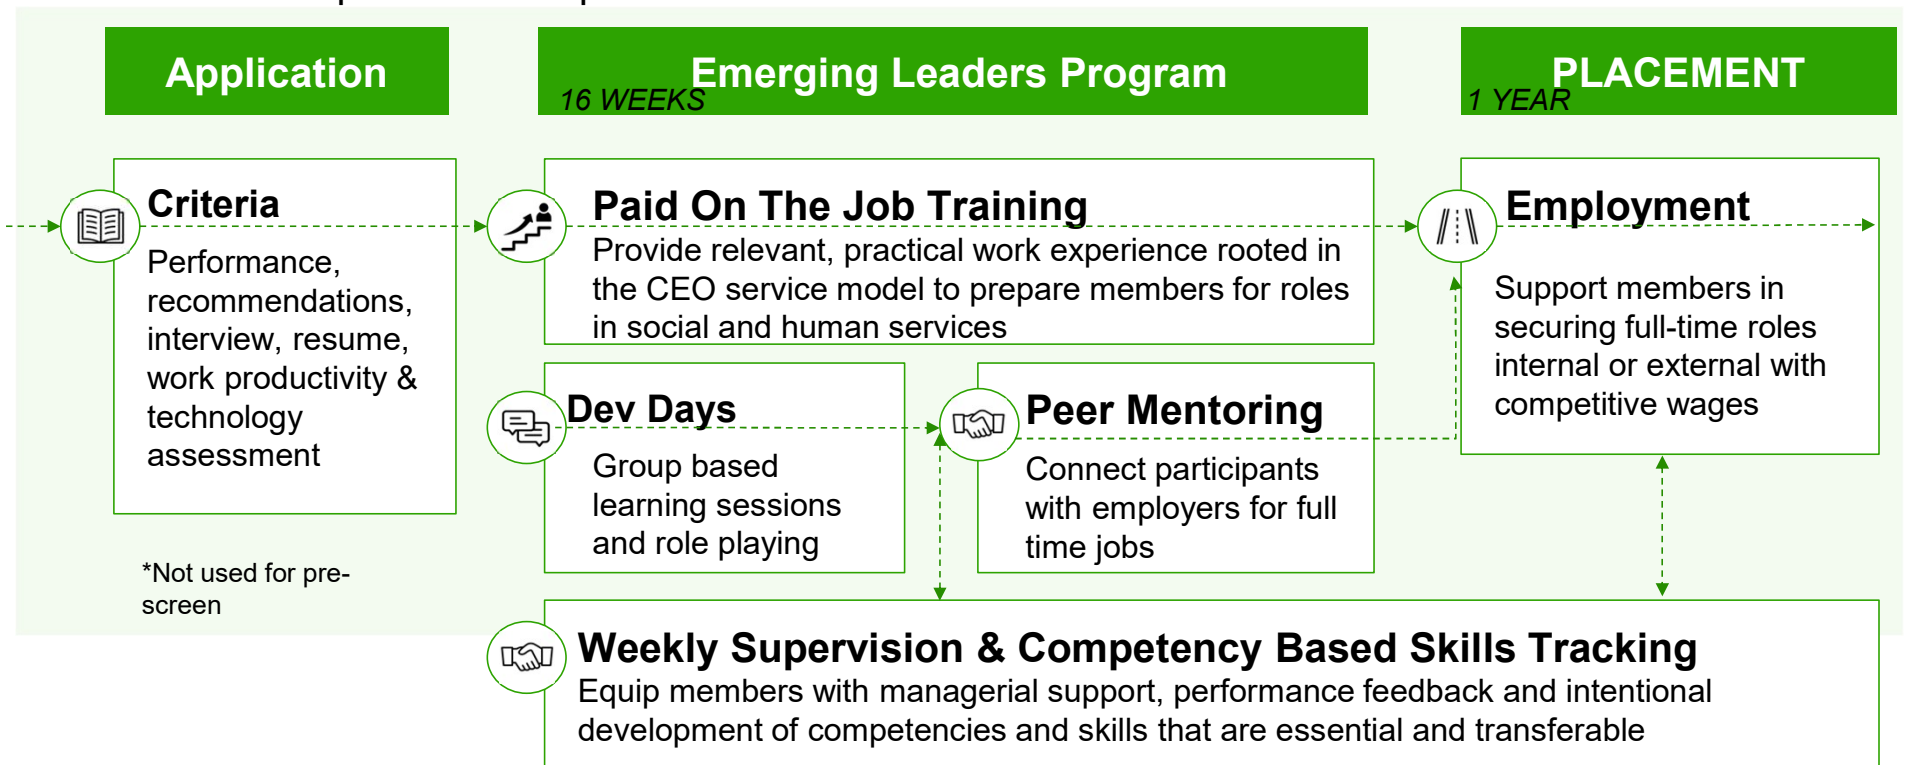 Application
Emerging Leaders Program
16 WEEKS
PLACEMENT
1 YEAR
Criteria
Performance,
recommendations,
interview, resume,
work productivity &
technology
assessment
*Not used for pre-
screen
Paid On The Job Training
Provide relevant, practical work experience rooted in
the CEO service model to prepare members for roles
in social and human services
Dev Days
Group based
learning sessions
and role playing
Peer Mentoring
Connect participants
with employers for full
time jobs
Employment
Support members in
securing full-time roles
internal or external with
competitive wages
Weekly Supervision & Competency Based Skills Tracking
Equip members with managerial support, performance feedback and intentional
development of competencies and skills that are essential and transferable